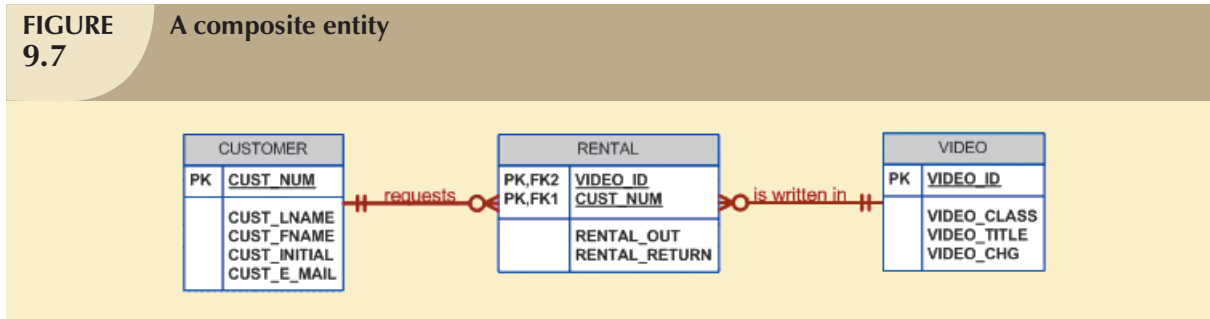 FIGURE
9.7
A composite entity
CUSTOMER
PK CUST_NUM
CUST_LNAME
CUST_FNAME
CUST_INITIAL
CUST_E_MAIL
requests
RENTAL
PK,FK2 VIDEO_ID
PK,FK1 CUST_NUM
RENTAL_OUT
RENTAL_RETURN
is written in
VIDEO
PK VIDEO_ID
VIDEO_CLASS
VIDEO_TITLE
VIDEO_CHG